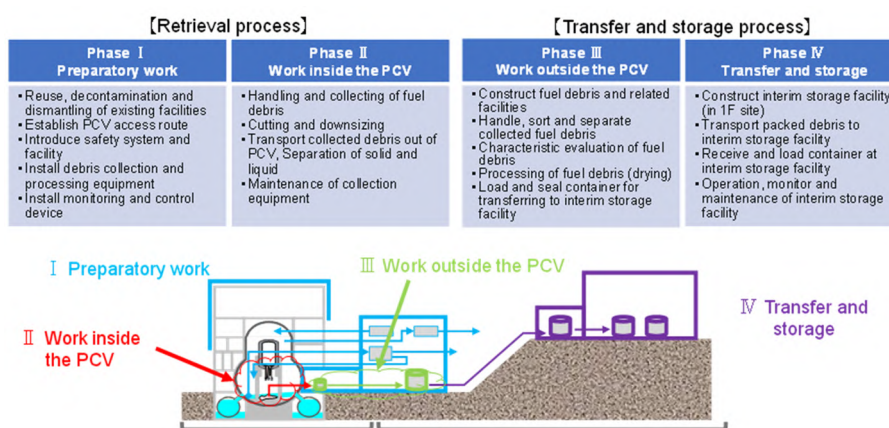 【Retrieval process】
【Transfer and storage process】
Phase Ⅰ
Preparatory work
Phase Ⅱ
Work inside the PCV
Phase Ⅲ
Work outside the PCV
Phase Ⅳ
Transfer and storage
▪Reuse, decontamination and
dismantling of existing facilities
▪Establish PCV access route
▪Introduce safety system and
facility
▪Install debris collection and
processing equipment
▪Install monitoring and control
device
▪Handling and collecting of fuel
debris
▪Cutting and downsizing
▪Transport collected debris out of
PCV, Separation of solid and
liquid
▪Maintenance of collection
equipment
▪Construct fuel debris and related
facilities
▪Handle, sort and separate
collected fuel debris
▪Characteristic evaluation of fuel
debris
▪Processing of fuel debris (drying)
▪Load and seal container for
transferring to interim storage
facility
▪Construct interim storage facility
(in 1F site)
▪Transport packed debris to
interim storage facility
▪Receive and load container at
interim storage facility
▪Operation, monitor and
maintenance of interim storage
facility
Ⅰ Preparatory work
Ⅲ Work outside the PCV
Ⅱ Work inside
the PCV
Ⅳ Transfer and
storage